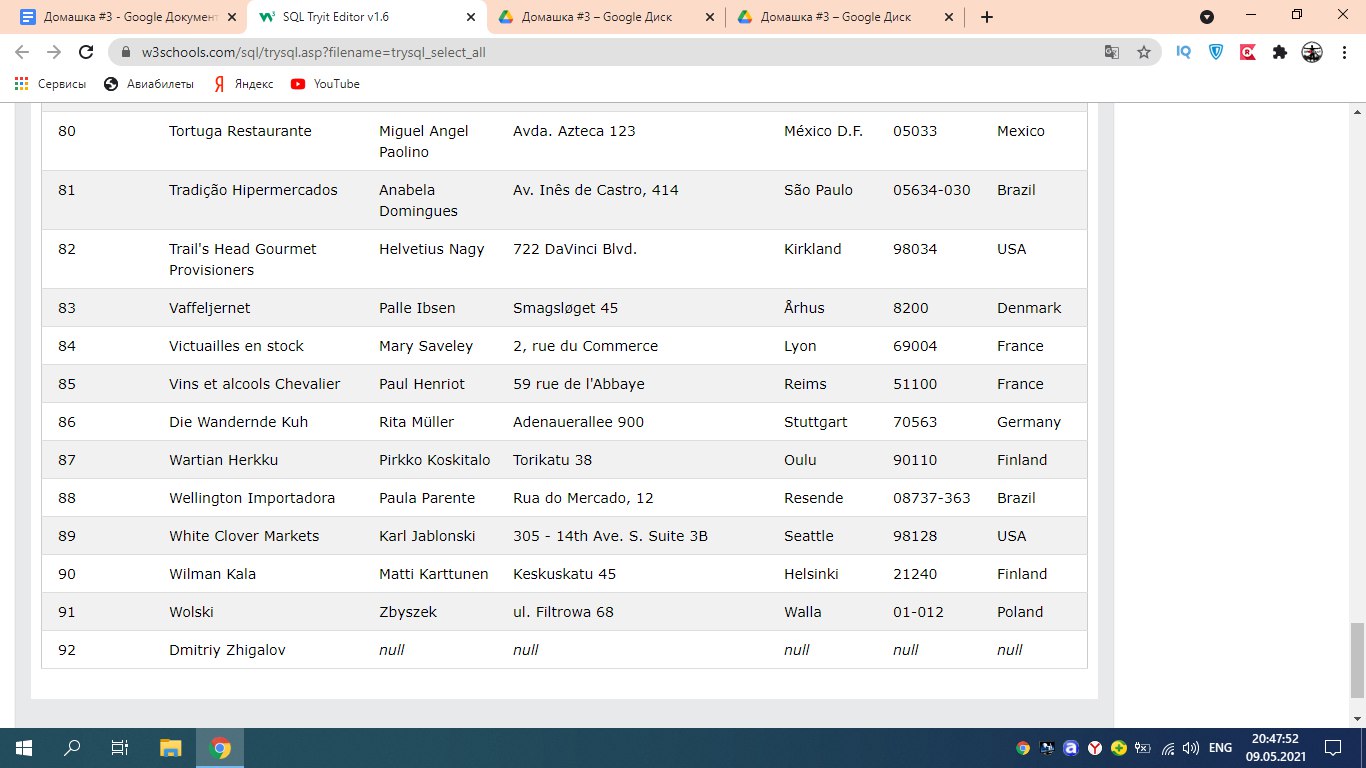 Домашка #3 - Google Документ
SQL Tryit Editor v1.6
Домашка #3 – Google Диск
Домашка #3 – Google Диск
w3schools.com/sql/trysql.asp?filename=trysql_select_all
Сервисы Авиабилеты Яндекс YouTube
80 Tortuga Restaurante Miguel Angel Avda. Azteca 123 México D.F. 05033 Mexico
Paolino
81 Tradição Hipermercados Anabela Av. Inês de Castro, 414 São Paulo 05634-030 Brazil
Domingues
82 Trail's Head Gourmet Helvetius Nagy 722 DaVinci Blvd. Kirkland 98034 USA
Provisioners
83 Vaffeljernet Palle Ibsen Smagsløget 45 Århus 8200 Denmark
84 Victuailles en stock Mary Saveley 2, rue du Commerce Lyon 69004 France
85 Vins et alcools Chevalier Paul Henriot 59 rue de l'Abbaye Reims 51100 France
86 Die Wandernde Kuh Rita Müller Adenauerallee 900 Stuttgart 70563 Germany
87 Wartian Herkku Pirkko Koskitalo Torikatu 38 Oulu 90110 Finland
88 Wellington Importadora Paula Parente Rua do Mercado, 12 Resende 08737-363 Brazil
89 White Clover Markets Karl Jablonski 305 - 14th Ave. S. Suite 3B Seattle 98128 USA
90 Wilman Kala Matti Karttunen Keskuskatu 45 Helsinki 21240 Finland
91 Wolski Zbyszek ul. Filtrowa 68 Walla 01-012 Poland
92 Dmitriy Zhigalov null null null null null
ENG
20:47:52
09.05.2021